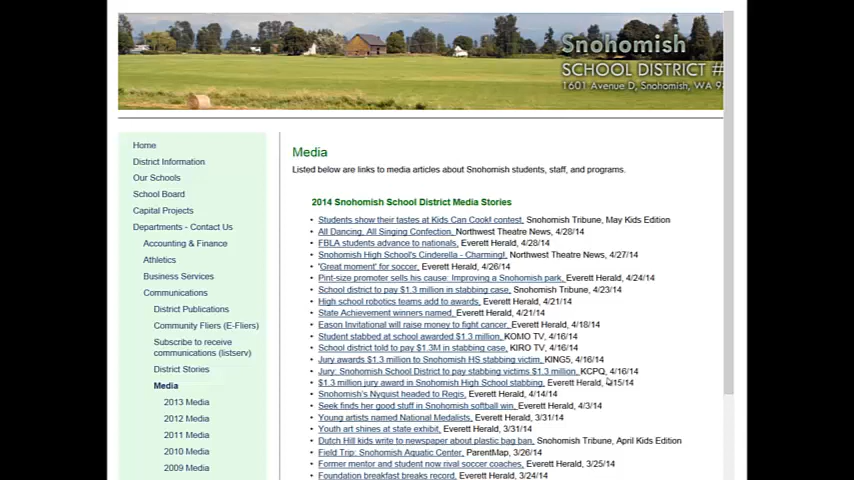 Snohomish
SCHOOL DISTRICT #
1601 Avenue D, Snohomish, WA 9
Home
District Information
Our Schools
School Board
Capital Projects
Departments - Contact Us
Accounting & Finance
Athletics
Business Services
Communications
District Publications
Community Fliers (E-Fliers)
Subscribe to receive
communications (listserv)
District Stories
Media
2013 Media
2012 Media
2011 Media
2010 Media
2009 Media
Media
Listed below are links to media articles about Snohomish students, staff, and programs.
2014 Snohomish School District Media Stories
• Students show their tastes at Kids Can Cook! contest, Snohomish Tribune, May Kids Edition
• All Dancing, All Singing Confection, Northwest Theatre News, 4/28/14
• FBLA students advance to nationals, Everett Herald, 4/28/14
• Snohomish High School's Cinderella - Charming!, Northwest Theatre News, 4/27/14
• 'Great moment' for soccer, Everett Herald, 4/26/14
• Pint-size promoter sells his cause: Improving a Snohomish park, Everett Herald, 4/24/14
• School district to pay $1.3 million in stabbing case, Snohomish Tribune, 4/23/14
• High school robotics teams add to awards, Everett Herald, 4/21/14
• State Achievement winners named, Everett Herald, 4/21/14
• Eason Invitational will raise money to fight cancer, Everett Herald, 4/18/14
• Student stabbed at school awarded $1.3 million, KOMO TV, 4/16/14
• School district told to pay $1.3M in stabbing case, KIRO TV, 4/16/14
• Jury awards $1.3 million to Snohomish HS stabbing victim, KING5, 4/16/14
• Jury: Snohomish School District to pay stabbing victims $1.3 million, KCPQ, 4/16/14
• $1.3 million jury award in Snohomish High School stabbing, Everett Herald, 4/15/14
• Snohomish's Nyquist headed to Regis, Everett Herald, 4/14/14
• Seek finds her good stuff in Snohomish softball win, Everett Herald, 4/3/14
• Young artists named National Medalists, Everett Herald, 3/31/14
• Youth art shines at state exhibit, Everett Herald, 3/31/14
• Dutch Hill kids write to newspaper about plastic bag ban, Snohomish Tribune, April Kids Edition
• Field Trip: Snohomish Aquatic Center, ParentMap, 3/26/14
• Former mentor and student now rival soccer coaches, Everett Herald, 3/25/14
• Foundation breakfast breaks record, Everett Herald, 3/24/14